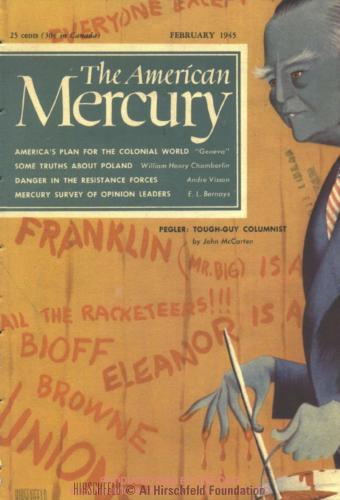 EVERYONE EXCEPT
25 cents (30¢ in Canada) FEBRUARY 1945
The American
Mercury
AMERICA'S PLAN FOR THE COLONIAL WORLD "Geneva"
SOME TRUTHS ABOUT POLAND William Henry Chamberlin
DANGER IN THE RESISTANCE FORCES Andre Visson
MERCURY SURVEY OF OPINION LEADERS E. L. Bernays
PEGLER: TOUGH-GUY COLUMNIST
by John McCarten
FRANKLIN
(MR. BIG) IS A
AIL THE RACKETEERS!!!
IS A
BIOFF
ELEANOR
BROWNE
UNION
HIRSCHFELD
© Al Hirschfeld Foundation